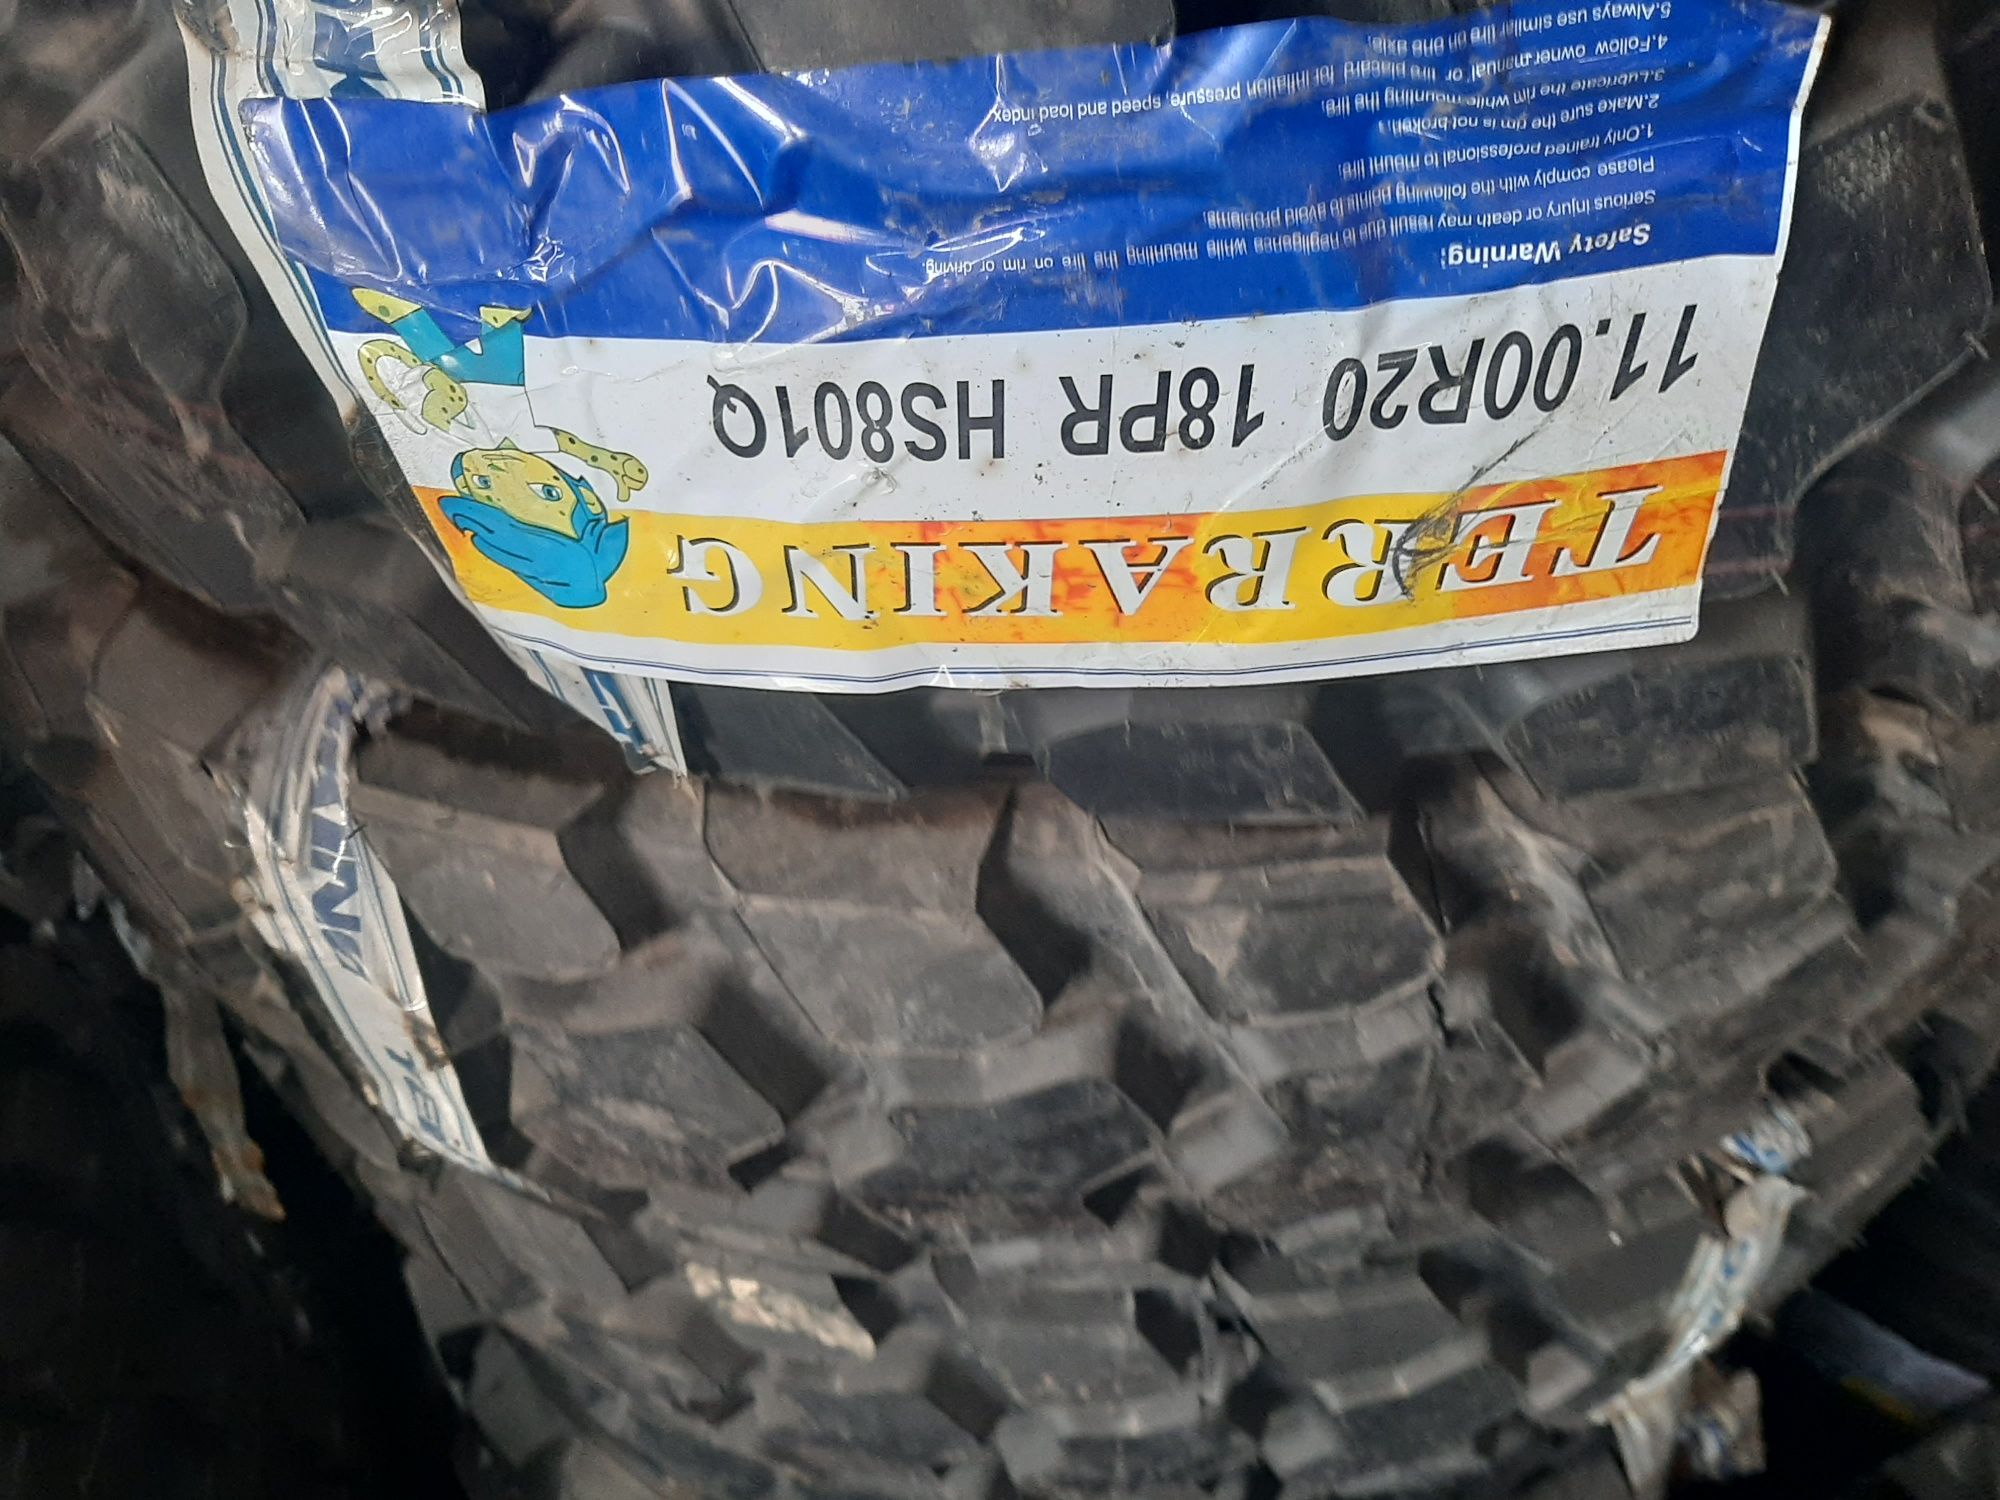 TERRAKING
11.00R20 18PR HS801Q
Safety Warning:
Serious injury or death may result due to negligence while mounting the tire on rim or driving.
Please comply with the following points to avoid problems.
1.Only trained professional to mount tire;
2.Make sure the rim is not broken;
3.Lubricate the rim while mounting the tire;
4.Follow owner manual or tire placard for inflation pressure, speed and load index
5.Always use similar tire on one axle;